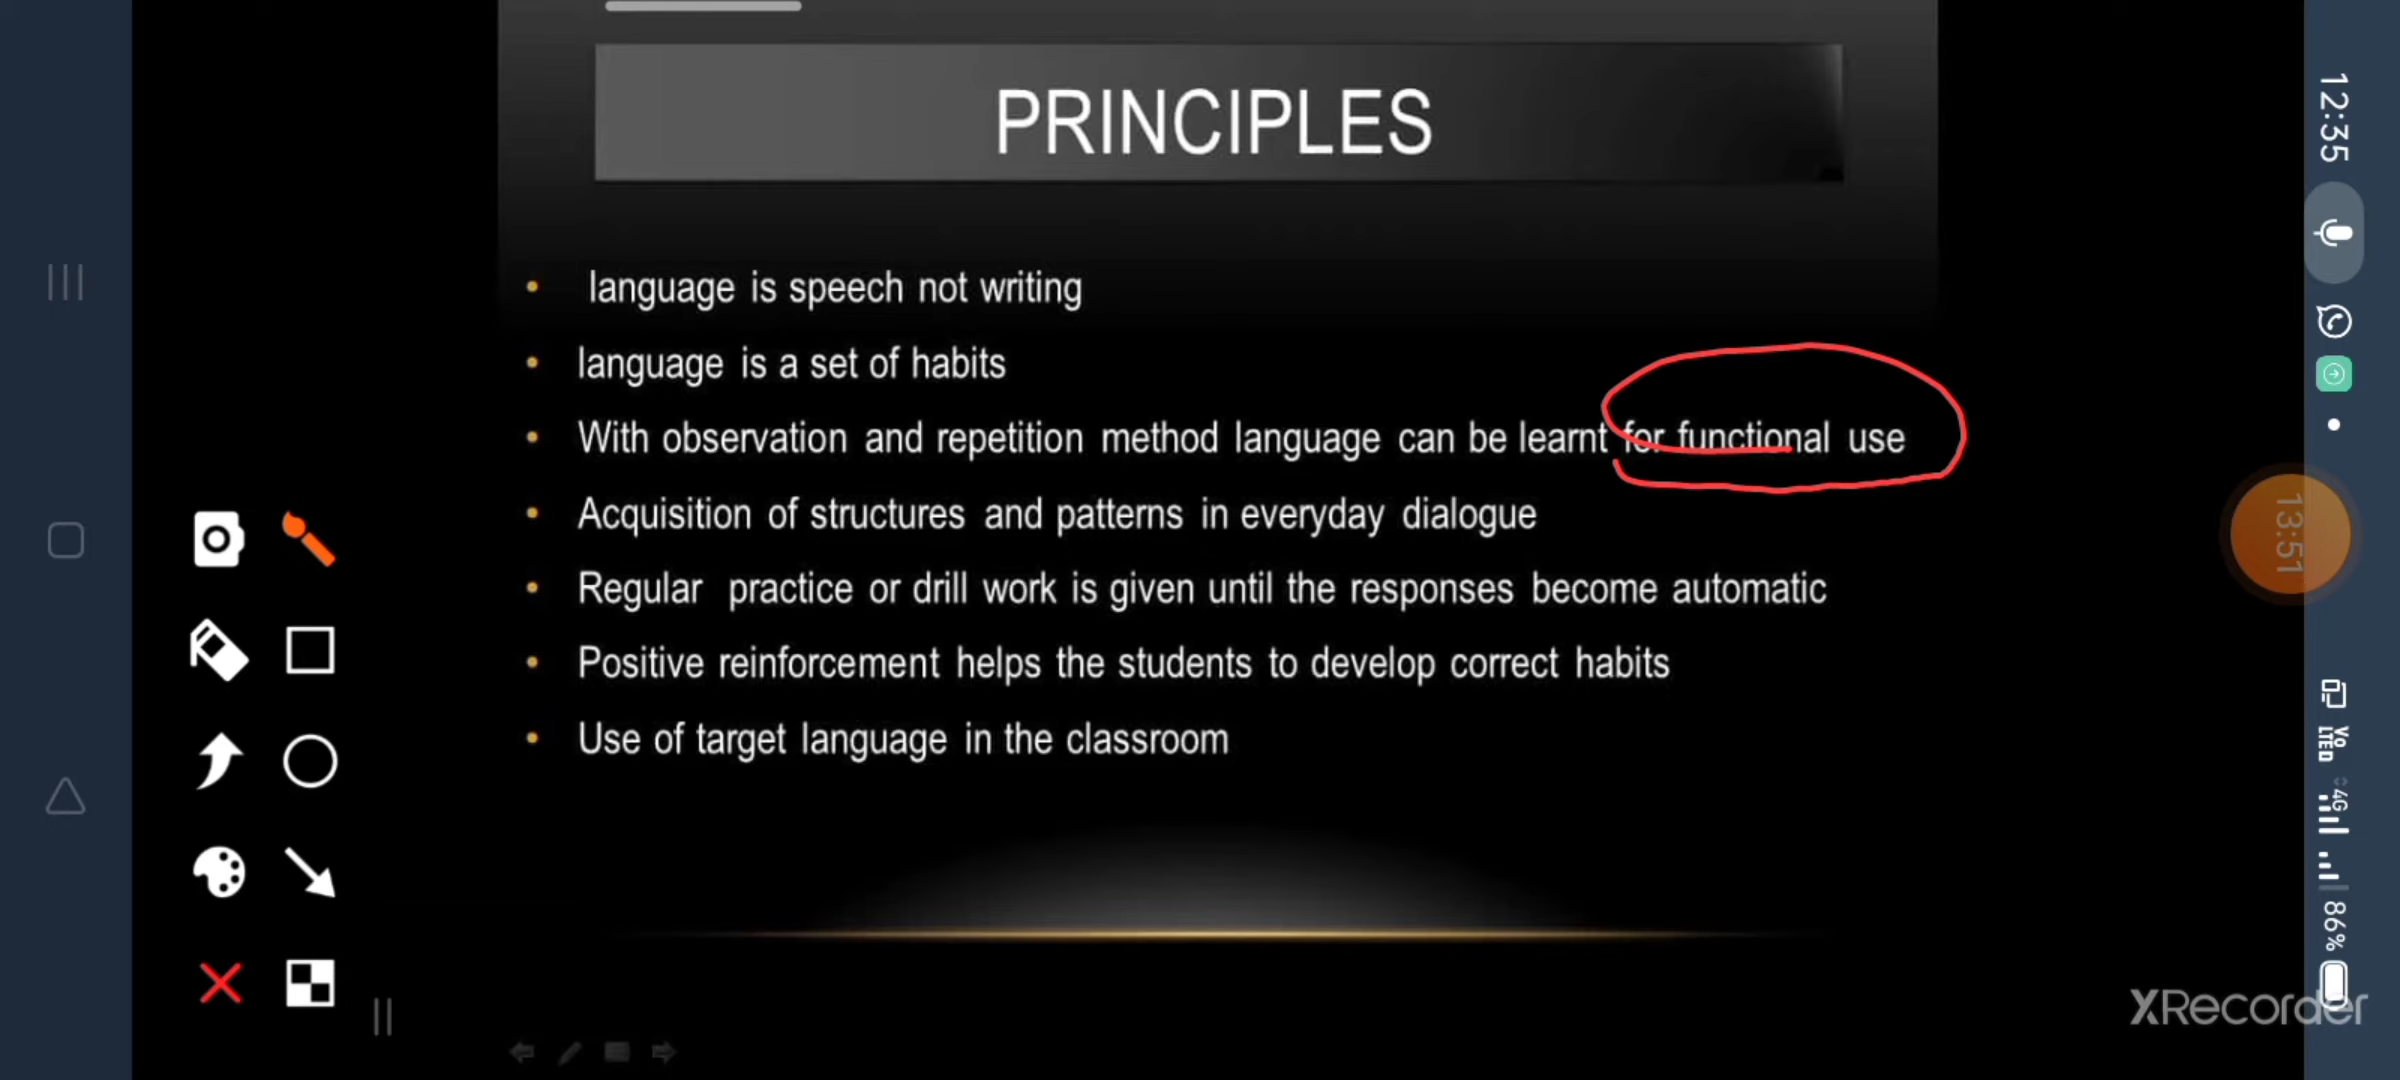 PRINCIPLES
language is speech not writing
language is a set of habits
With observation and repetition method language can be learnt for functional use
Acquisition of structures and patterns in everyday dialogue
Regular practice or drill work is given until the responses become automatic
Positive reinforcement helps the students to develop correct habits
Use of target language in the classroom
12:35
13:51
Vo
LTED
4G
86%
XRecorder